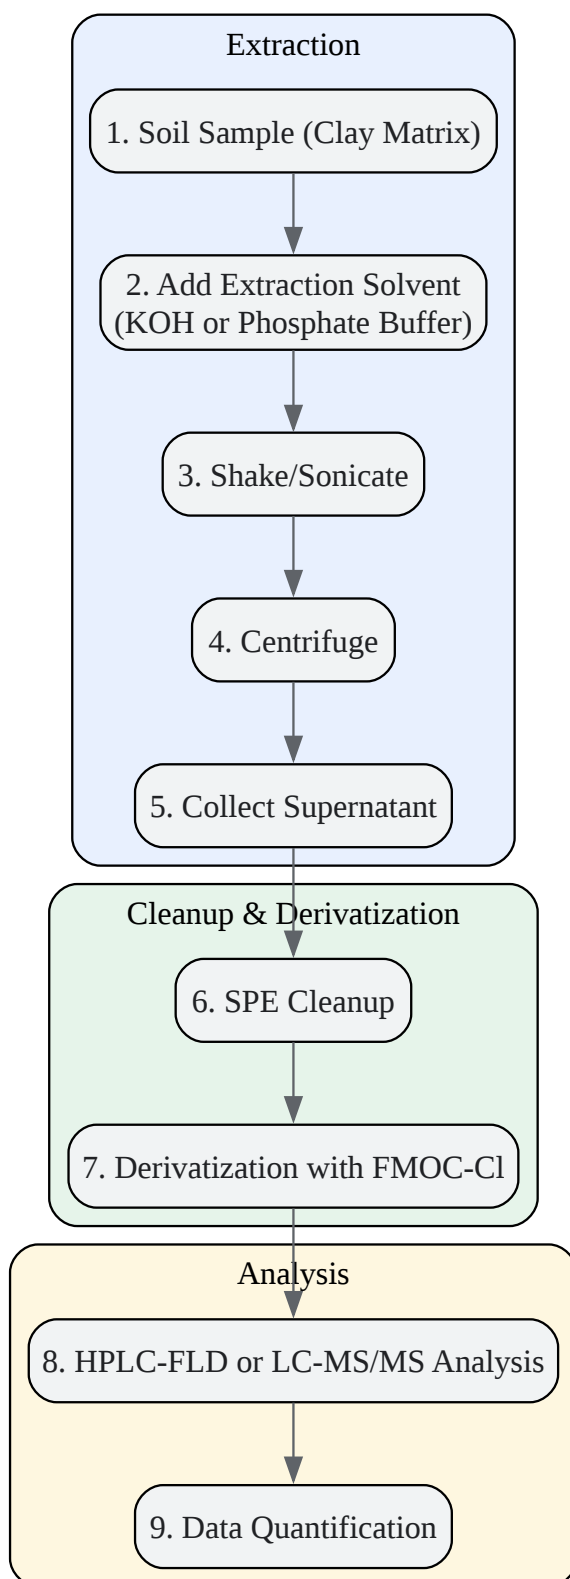 Extraction
1. Soil Sample (Clay Matrix)
2. Add Extraction Solvent
(KOH or Phosphate Buffer)
3. Shake/Sonicate
4. Centrifuge
5. Collect Supernatant
Cleanup & Derivatization
6. SPE Cleanup
7. Derivatization with FMOC-Cl
Analysis
8. HPLC-FLD or LC-MS/MS Analysis
9. Data Quantification